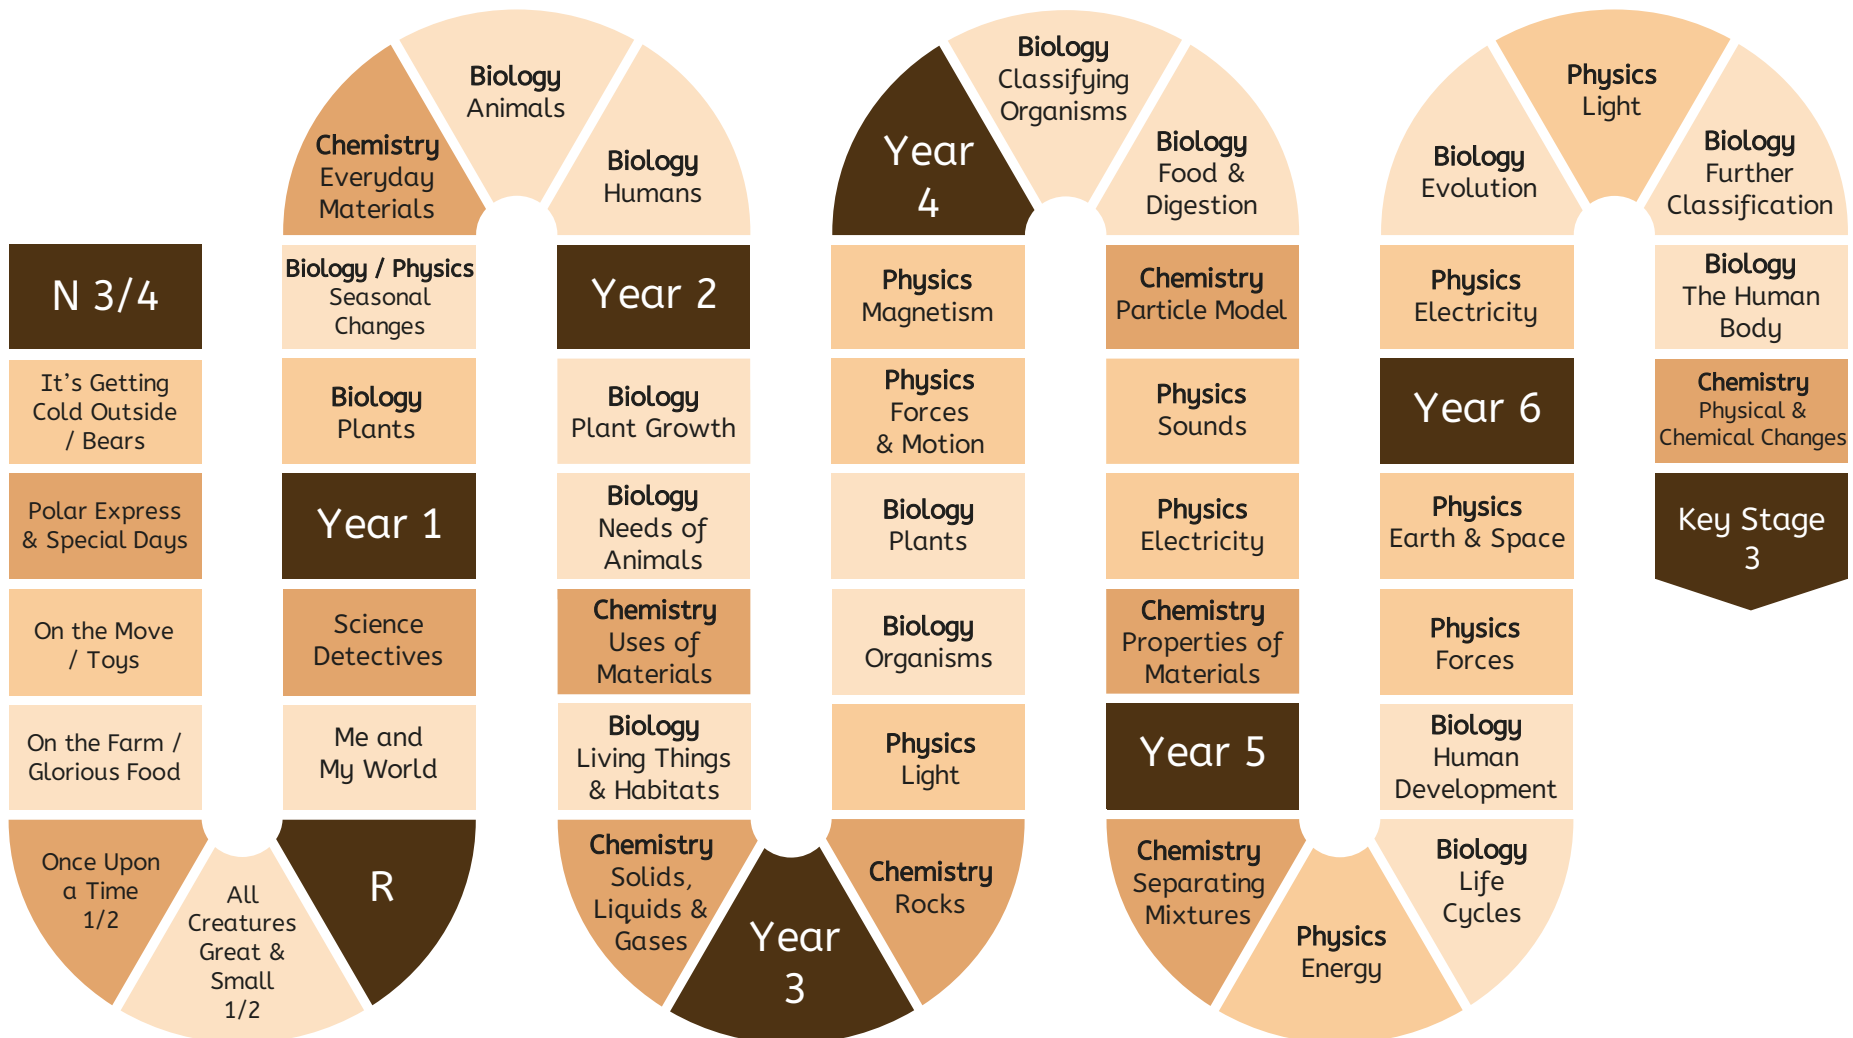 N 3/4
It's Getting
Cold Outside
/ Bears
Polar Express
& Special Days
On the Move
/ Toys
On the Farm /
Glorious Food
Once Upon
a Time
1/2
All
Creatures
Great &
Small
1/2
R
Me and
My World
Science
Detectives
Year 1
Biology
Plants
Biology / Physics
Seasonal
Changes
Chemistry
Everyday
Materials
Biology
Animals
Biology
Humans
Year 2
Biology
Plant Growth
Biology
Needs of
Animals
Chemistry
Uses of
Materials
Biology
Living Things
& Habitats
Chemistry
Solids,
Liquids &
Gases
Year
3
Chemistry
Rocks
Physics
Light
Biology
Organisms
Biology
Plants
Physics
Forces
& Motion
Physics
Magnetism
Year
4
Biology
Classifying
Organisms
Biology
Food &
Digestion
Chemistry
Particle Model
Physics
Sounds
Physics
Electricity
Chemistry
Properties of
Materials
Year 5
Chemistry
Separating
Mixtures
Physics
Energy
Biology
Life
Cycles
Biology
Human
Development
Physics
Forces
Physics
Earth & Space
Year 6
Physics
Electricity
Biology
Evolution
Physics
Light
Biology
Further
Classification
Biology
The Human
Body
Chemistry
Physical &
Chemical Changes
Key Stage
3